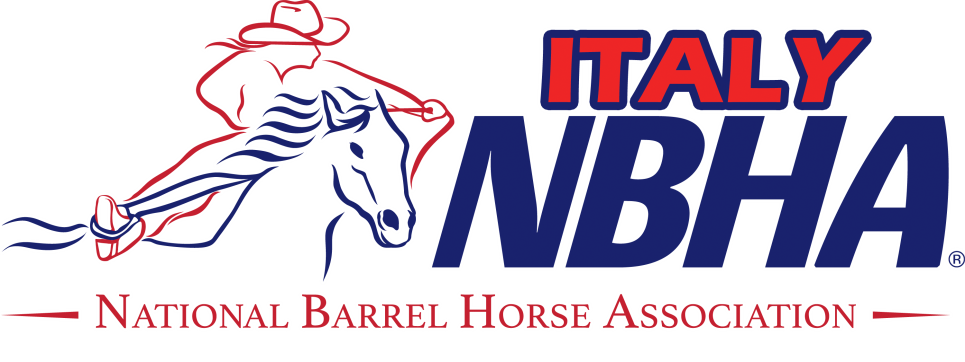 ITALY
NBHA®
NATIONAL BARREL HORSE ASSOCIATION